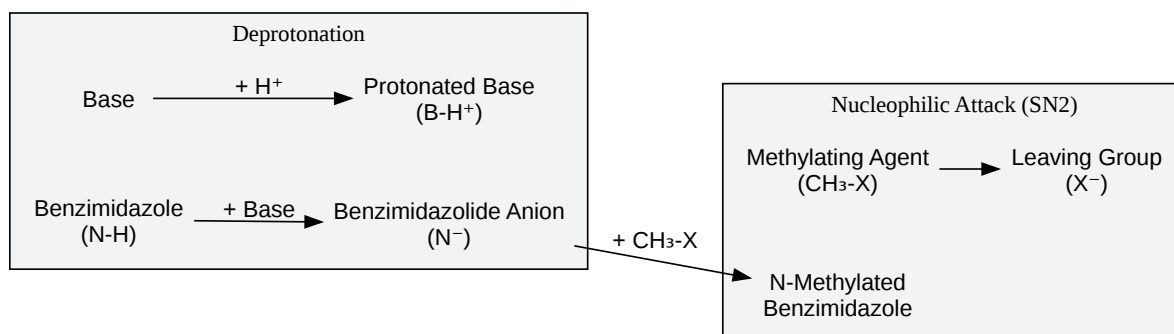 Deprotonation
Base
+ H⁺
Protonated Base
(B-H⁺)
Benzimidazole
(N-H)
+ Base
Benzimidazolide Anion
(N⁻)
+ CH₃-X
Nucleophilic Attack (SN2)
Methylating Agent
(CH₃-X)
Leaving Group
(X⁻)
N-Methylated
Benzimidazole